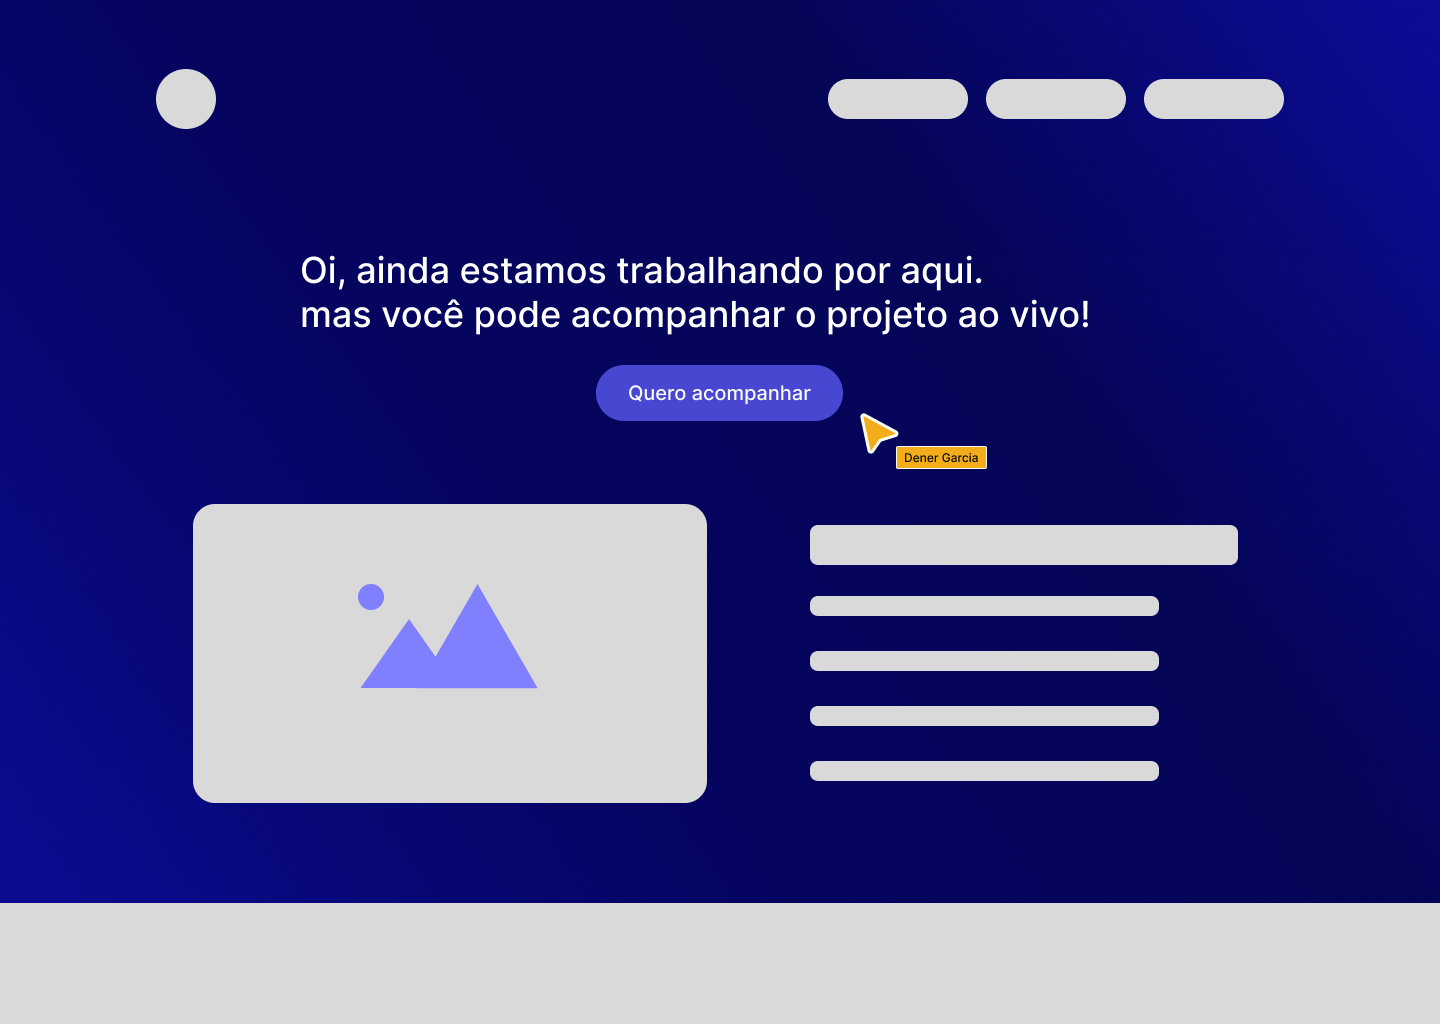 Oi, ainda estamos trabalhando por aqui.
mas você pode acompanhar o projeto ao vivo!
Quero acompanhar
Dener Garcia